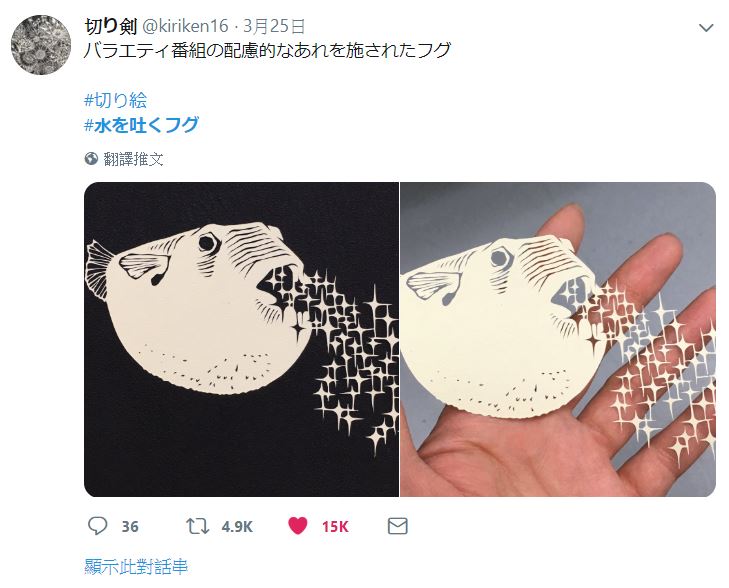 切り剣 @kiriken16 · 3月25日
バラエティ番組の配慮的なあれを施されたフグ
#切り絵
#水を吐くフグ
翻譯推文
36 4.9K 15K
顯示此對話串